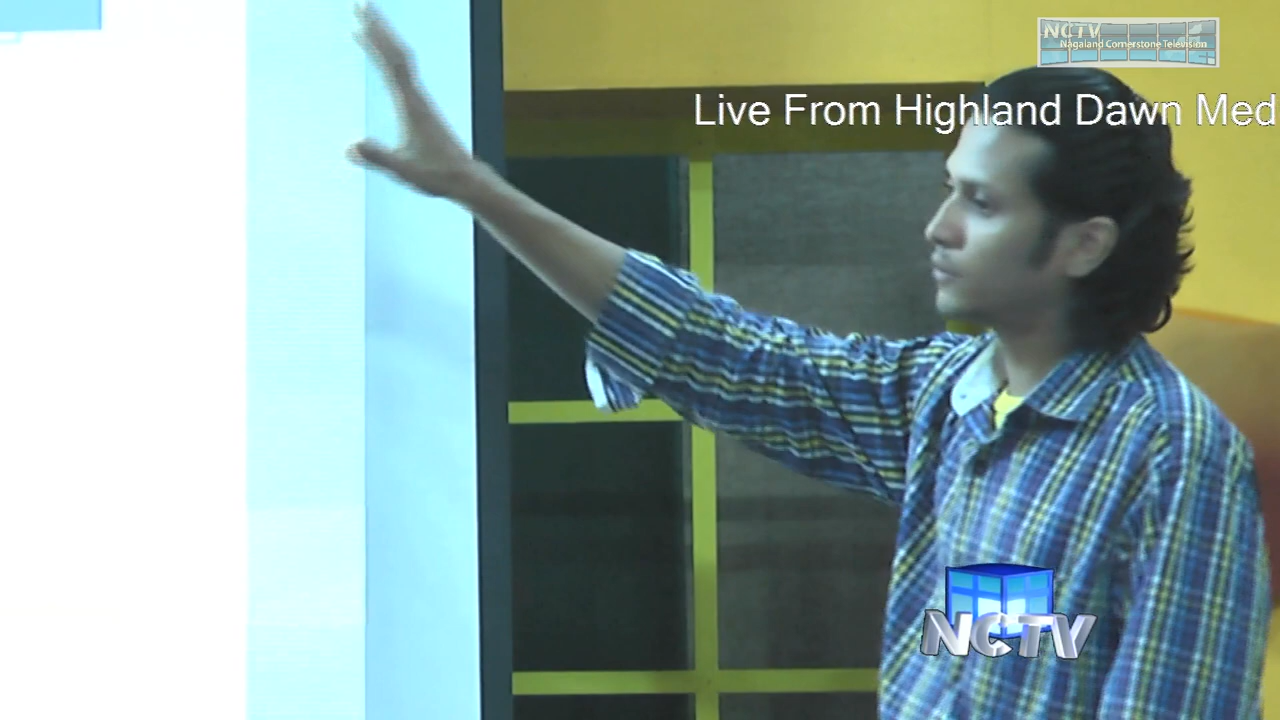 NCTV
Nagaland Cornerstone Television
Live From Highland Dawn Med
NCTV